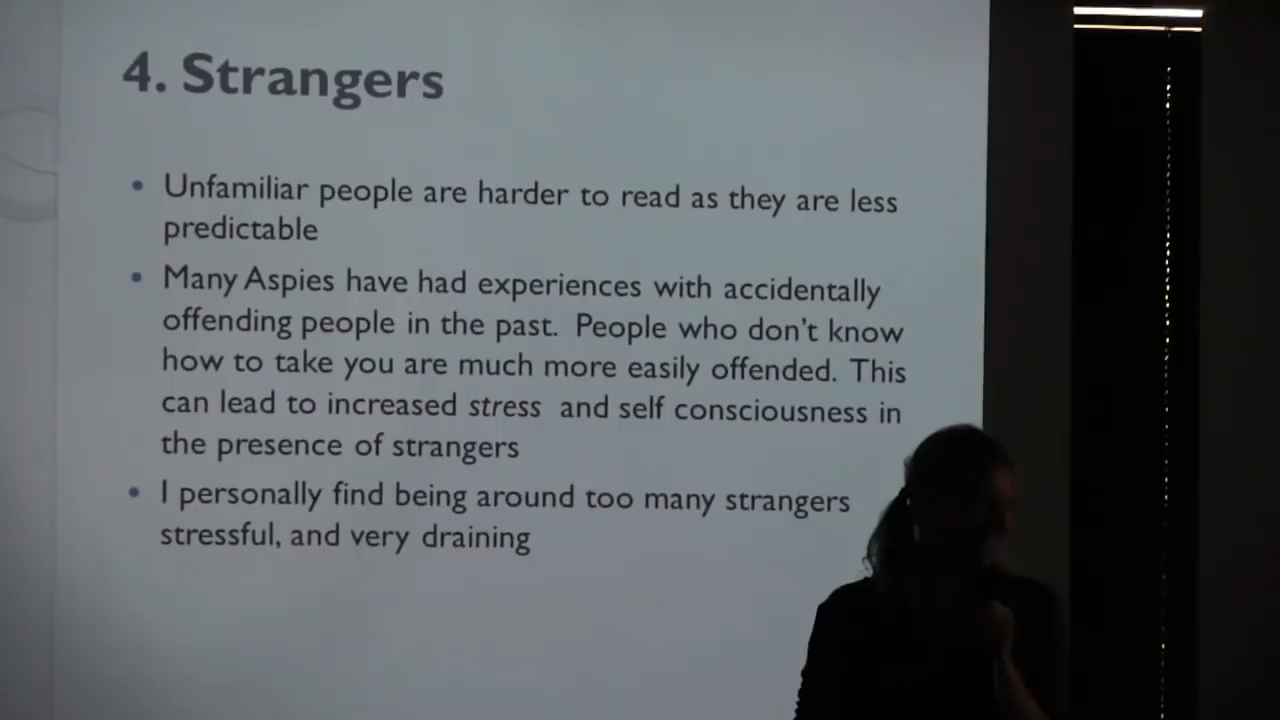 4. Strangers
• Unfamiliar people are harder to read as they are less
predictable
• Many Aspies have had experiences with accidentally
offending people in the past. People who don't know
how to take you are much more easily offended. This
can lead to increased stress and self consciousness in
the presence of strangers
• I personally find being around too many strangers
stressful, and very draining